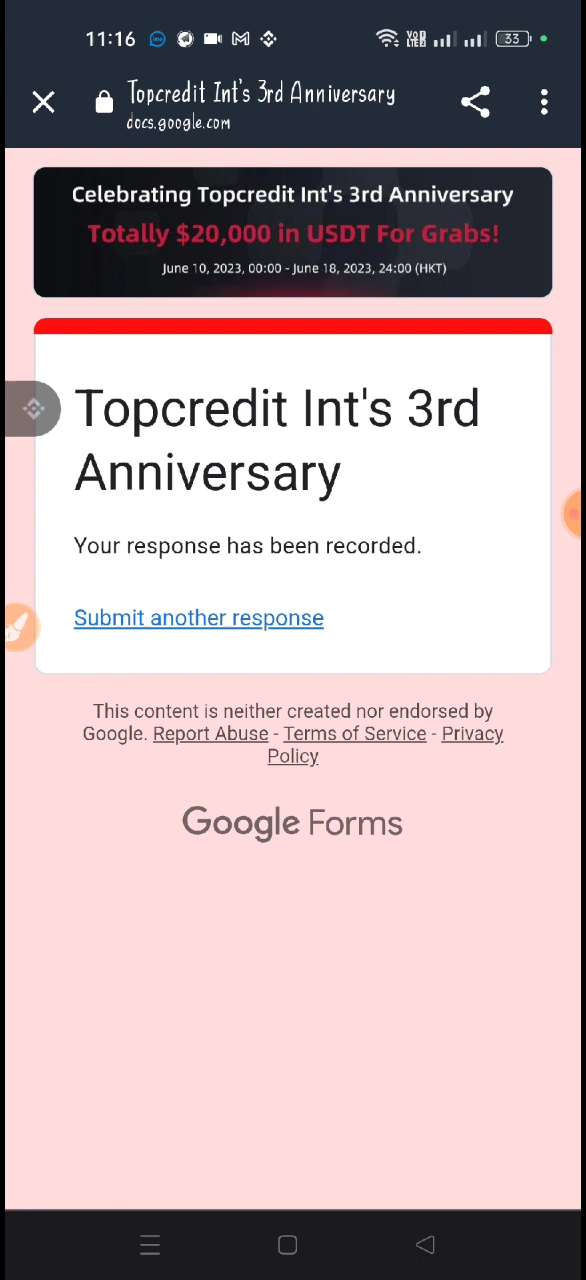 11:16
VoD LTE 33
Topcredit Int's 3rd Anniversary
docs.google.com
Celebrating Topcredit Int's 3rd Anniversary
Totally $20,000 in USDT For Grabs!
June 10, 2023, 00:00 - June 18, 2023, 24:00 (HKT)
Topcredit Int's 3rd
Anniversary
Your response has been recorded.
Submit another response
This content is neither created nor endorsed by
Google. Report Abuse - Terms of Service - Privacy
Policy
Google Forms